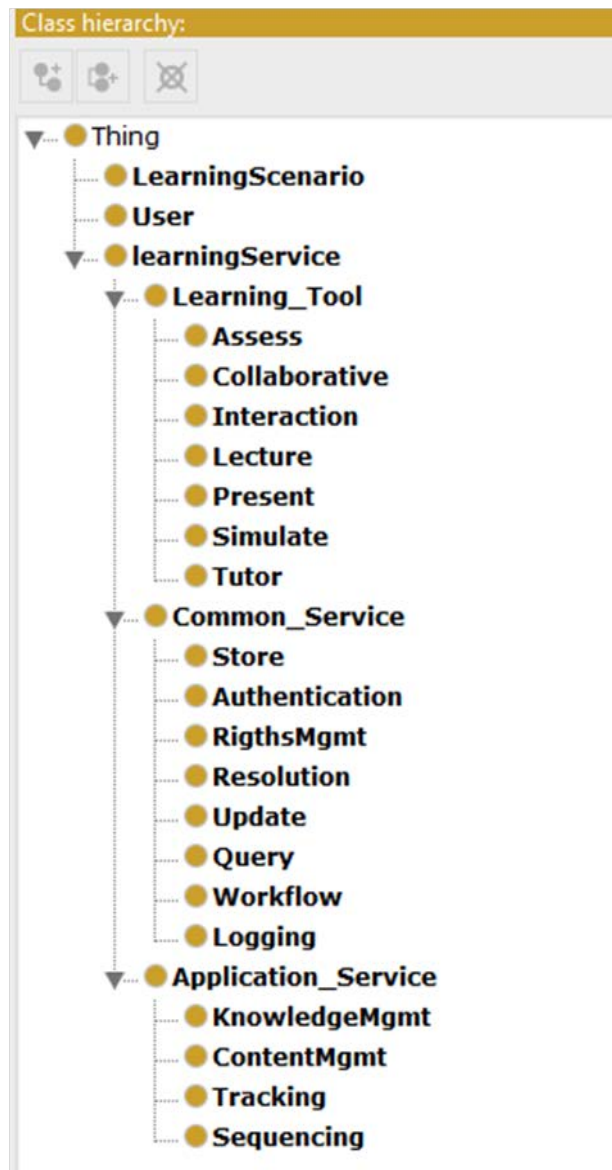 Class hierarchy:
Thing
LearningScenario
User
learningService
Learning_Tool
Assess
Collaborative
Interaction
Lecture
Present
Simulate
Tutor
Common_Service
Store
Authentication
RigthsMgmt
Resolution
Update
Query
Workflow
Logging
Application_Service
KnowledgeMgmt
ContentMgmt
Tracking
Sequencing